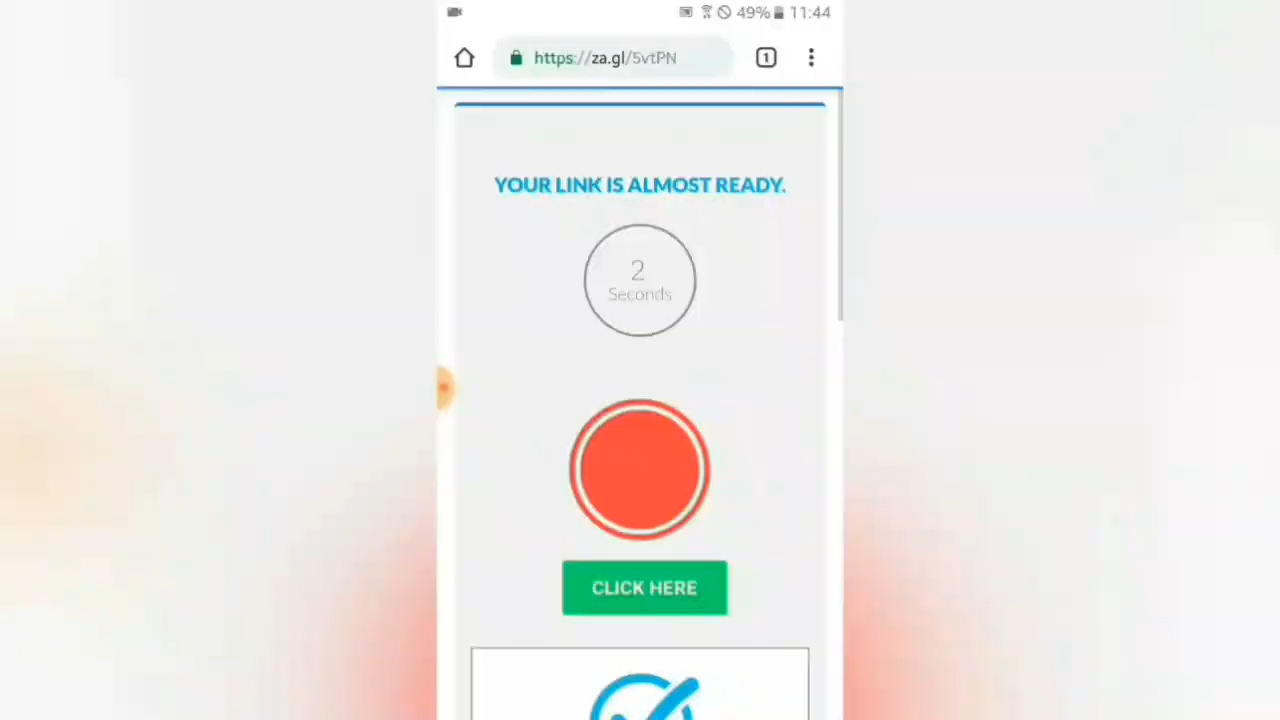 49% 11:44
https://za.gl/5vtPN 1
YOUR LINK IS ALMOST READY.
2
Seconds
CLICK HERE